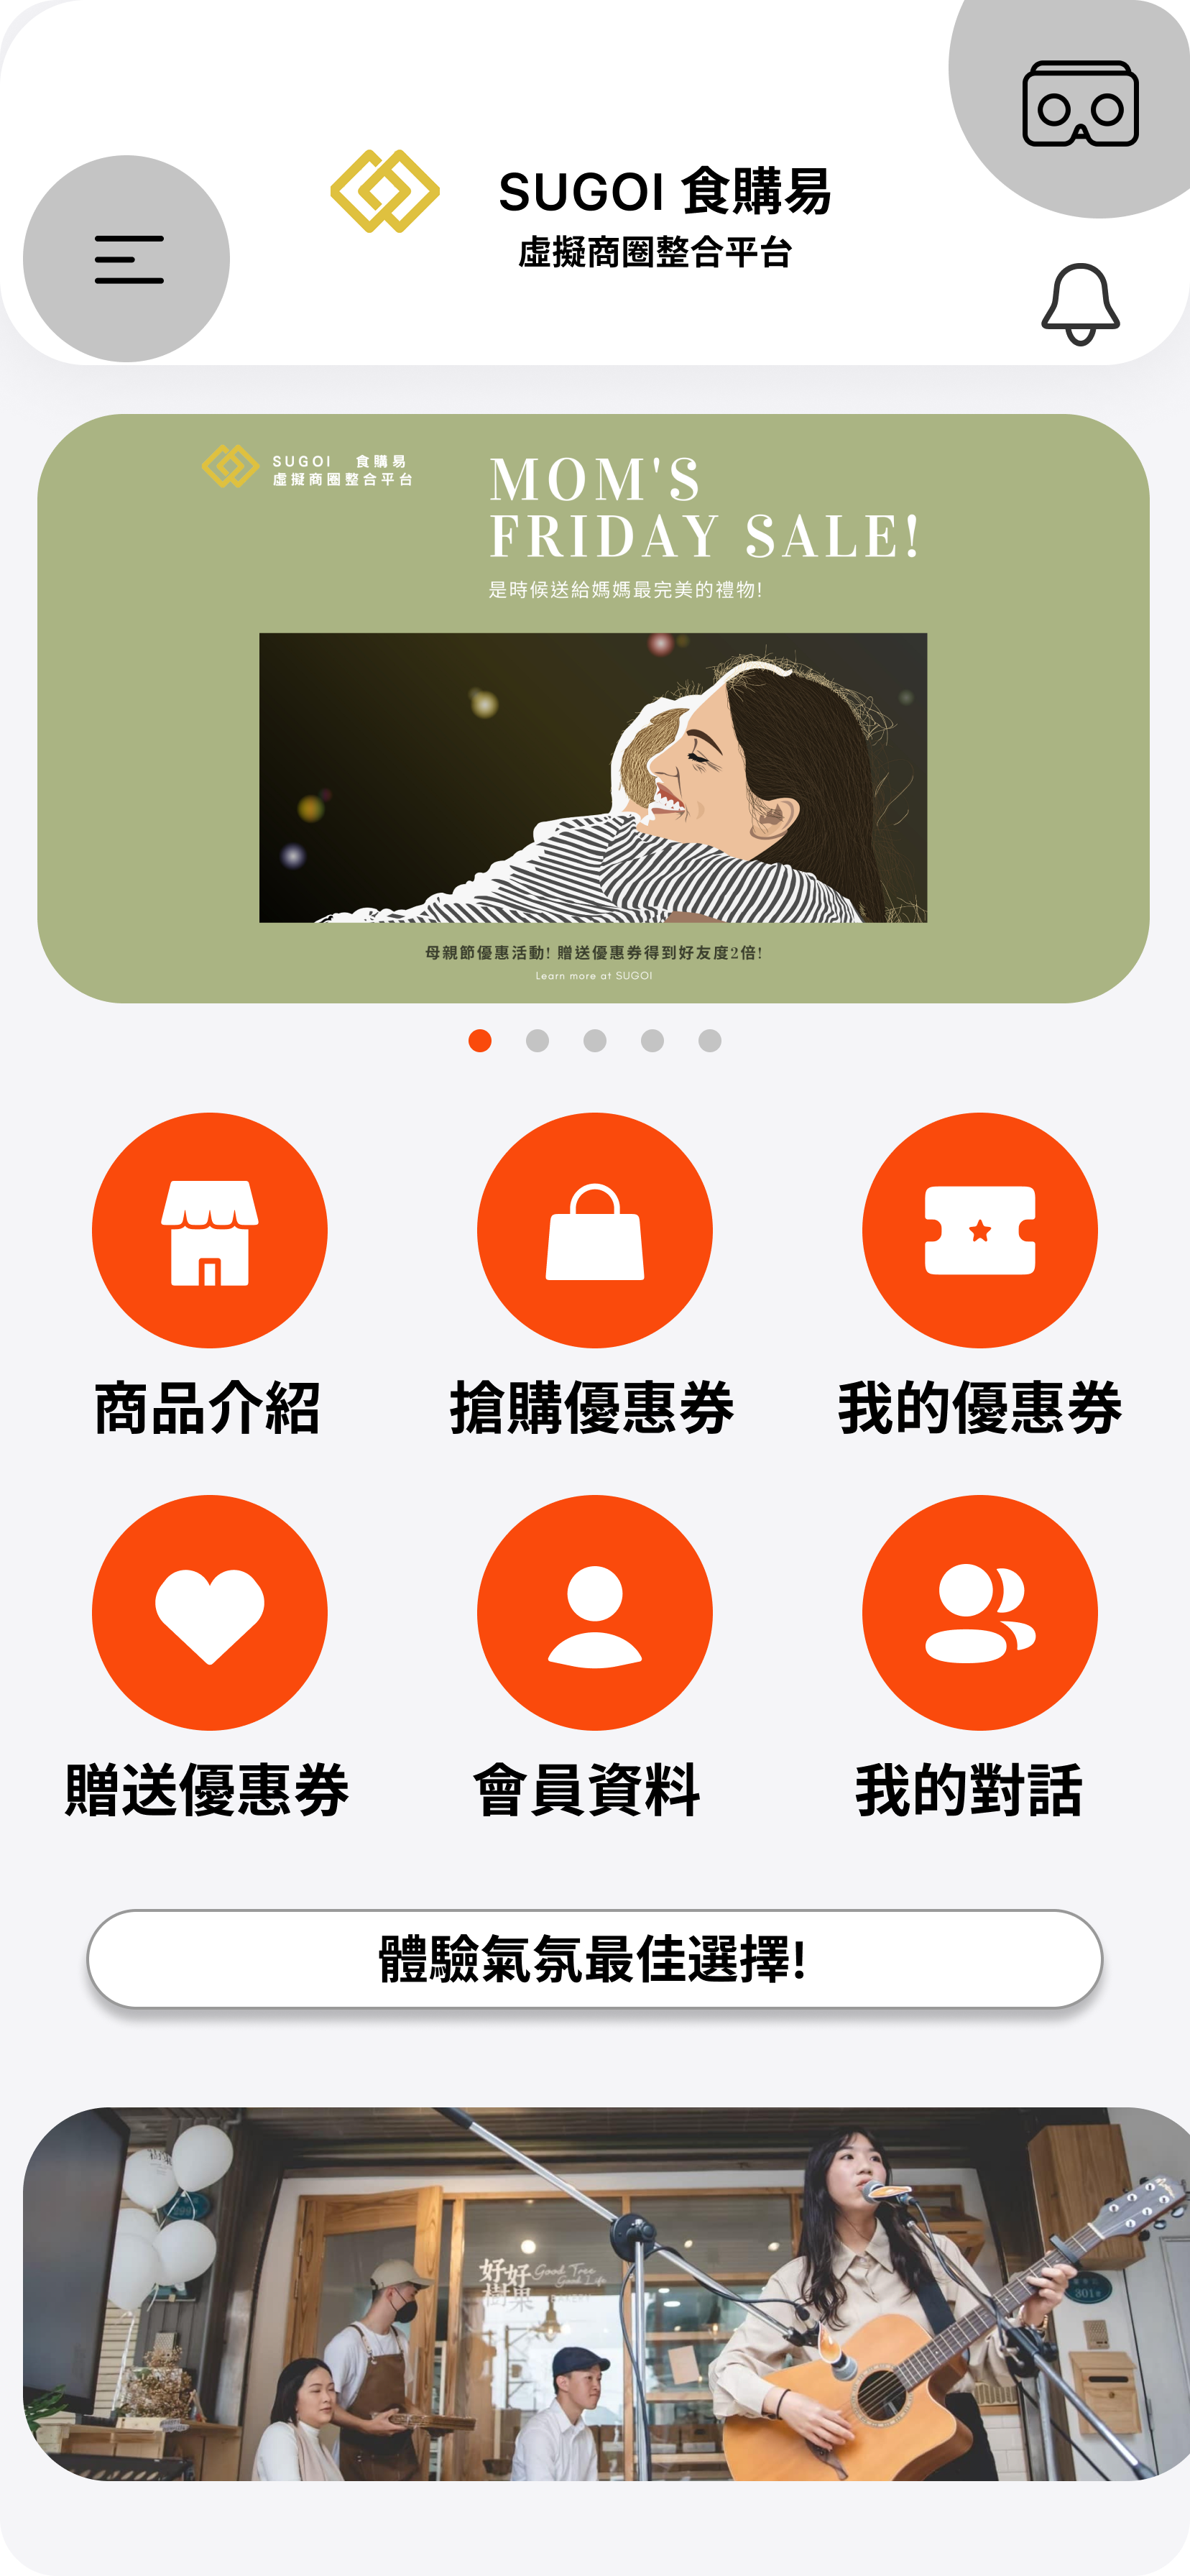 SUGOI 食購易
虛擬商圈整合平台
SUGOI 食購易
虛擬商圈整合平台
MOM'S
FRIDAY SALE!
是時候送給媽媽最完美的禮物!
母親節優惠活動! 贈送優惠券得到好友度2倍!
Learn more at SUGOI
商品介紹
搶購優惠券
我的優惠券
贈送優惠券
會員資料
我的對話
體驗氣氛最佳選擇!
好好
樹果
Good Tree
Good Life
301